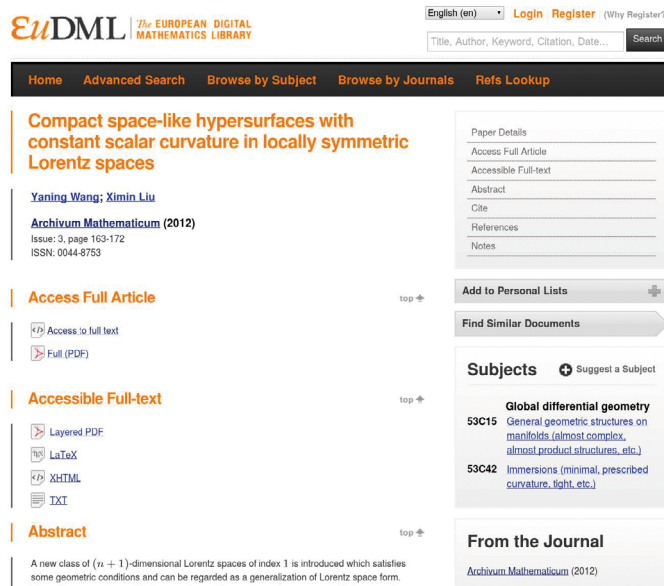 English (en)
Login Register (Why Register?
EuDML The EUROPEAN DIGITAL
MATHEMATICS LIBRARY
Title, Author, Keyword, Citation, Date...
Search
Home Advanced Search Browse by Subject Browse by Journals Refs Lookup
Compact space-like hypersurfaces with
constant scalar curvature in locally symmetric
Lorentz spaces
Yaning Wang; Ximin Liu
Archivum Mathematicum (2012)
Issue: 3, page 163-172
ISSN: 0044-8753
Access Full Article
top
Access to full text
Full (PDF)
Accessible Full-text
top
Layered PDF
LaTeX
XHTML
TXT
Abstract
top
A new class of (n + 1)-dimensional Lorentz spaces of index 1 is introduced which satisfies
some geometric conditions and can be regarded as a generalization of Lorentz space form.
Paper Details
Access Full Article
Accessible Full-text
Abstract
Cite
References
Notes
Add to Personal Lists
Find Similar Documents
Subjects
Suggest a Subject
Global differential geometry
53C15 General geometric structures on
manifolds (almost complex,
almost product structures, etc.)
53C42 Immersions (minimal, prescribed
curvature, tight, etc.)
From the Journal
Archivum Mathematicum (2012)